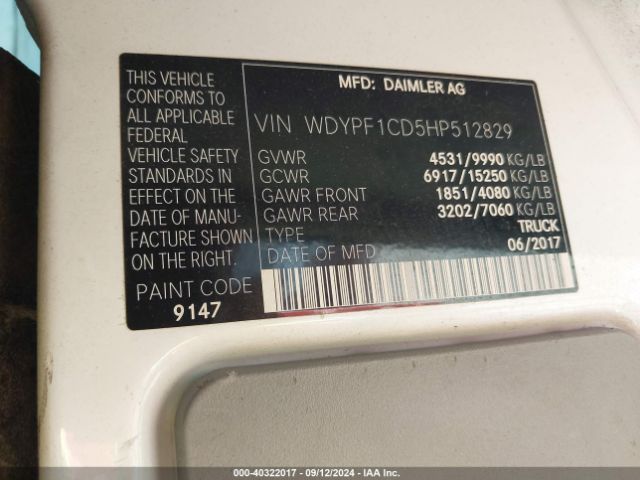 THIS VEHICLE
CONFORMS TO
ALL APPLICABLE
FEDERAL MOTOR
VEHICLE SAFETY
STANDARDS IN
EFFECT ON THE
DATE OF MANU-
FACTURE SHOWN
ON THE RIGHT.
PAINT CODE
9147
MFD: DAIMLER AG
VIN WDYPF1CD5HP512829
GVWR 4531/9990 KG/LB
GCWR 6917/15250 KG/LB
GAWR FRONT 1851/4080 KG/LB
GAWR REAR 3202/7060 KG/LB
TYPE TRUCK
DATE OF MFD 06/2017
000-40322017 - 09/12/2024 - IAA Inc.